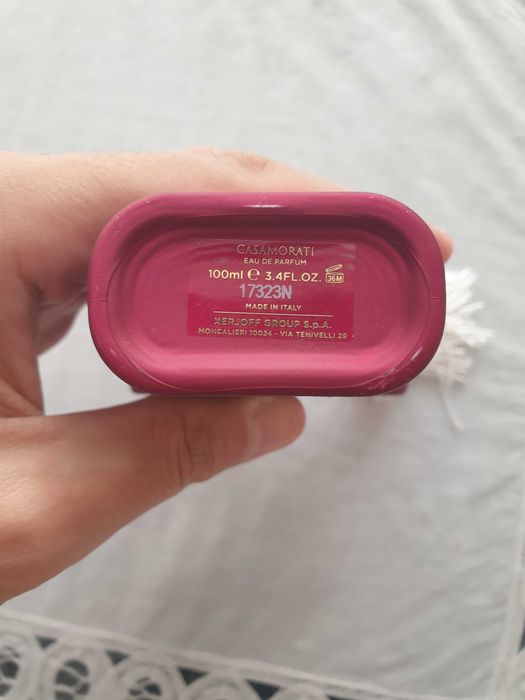 CASAMORATI
EAU DE PARFUM
100ml ℮ 3.4FL.OZ. 36M
17323N
MADE IN ITALY
XERJOFF GROUP S.p.A.
MONCALIERI 10024 - VIA TENIVELLI 29